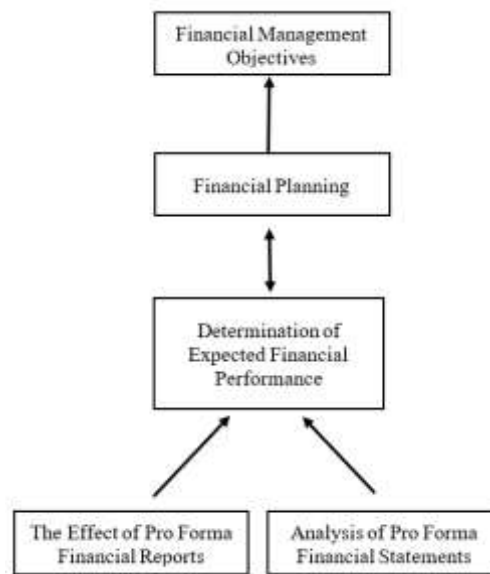 Financial Management
Objectives
Financial Planning
Determination of
Expected Financial
Performance
The Effect of Pro Forma
Financial Reports
Analysis of Pro Forma
Financial Statements